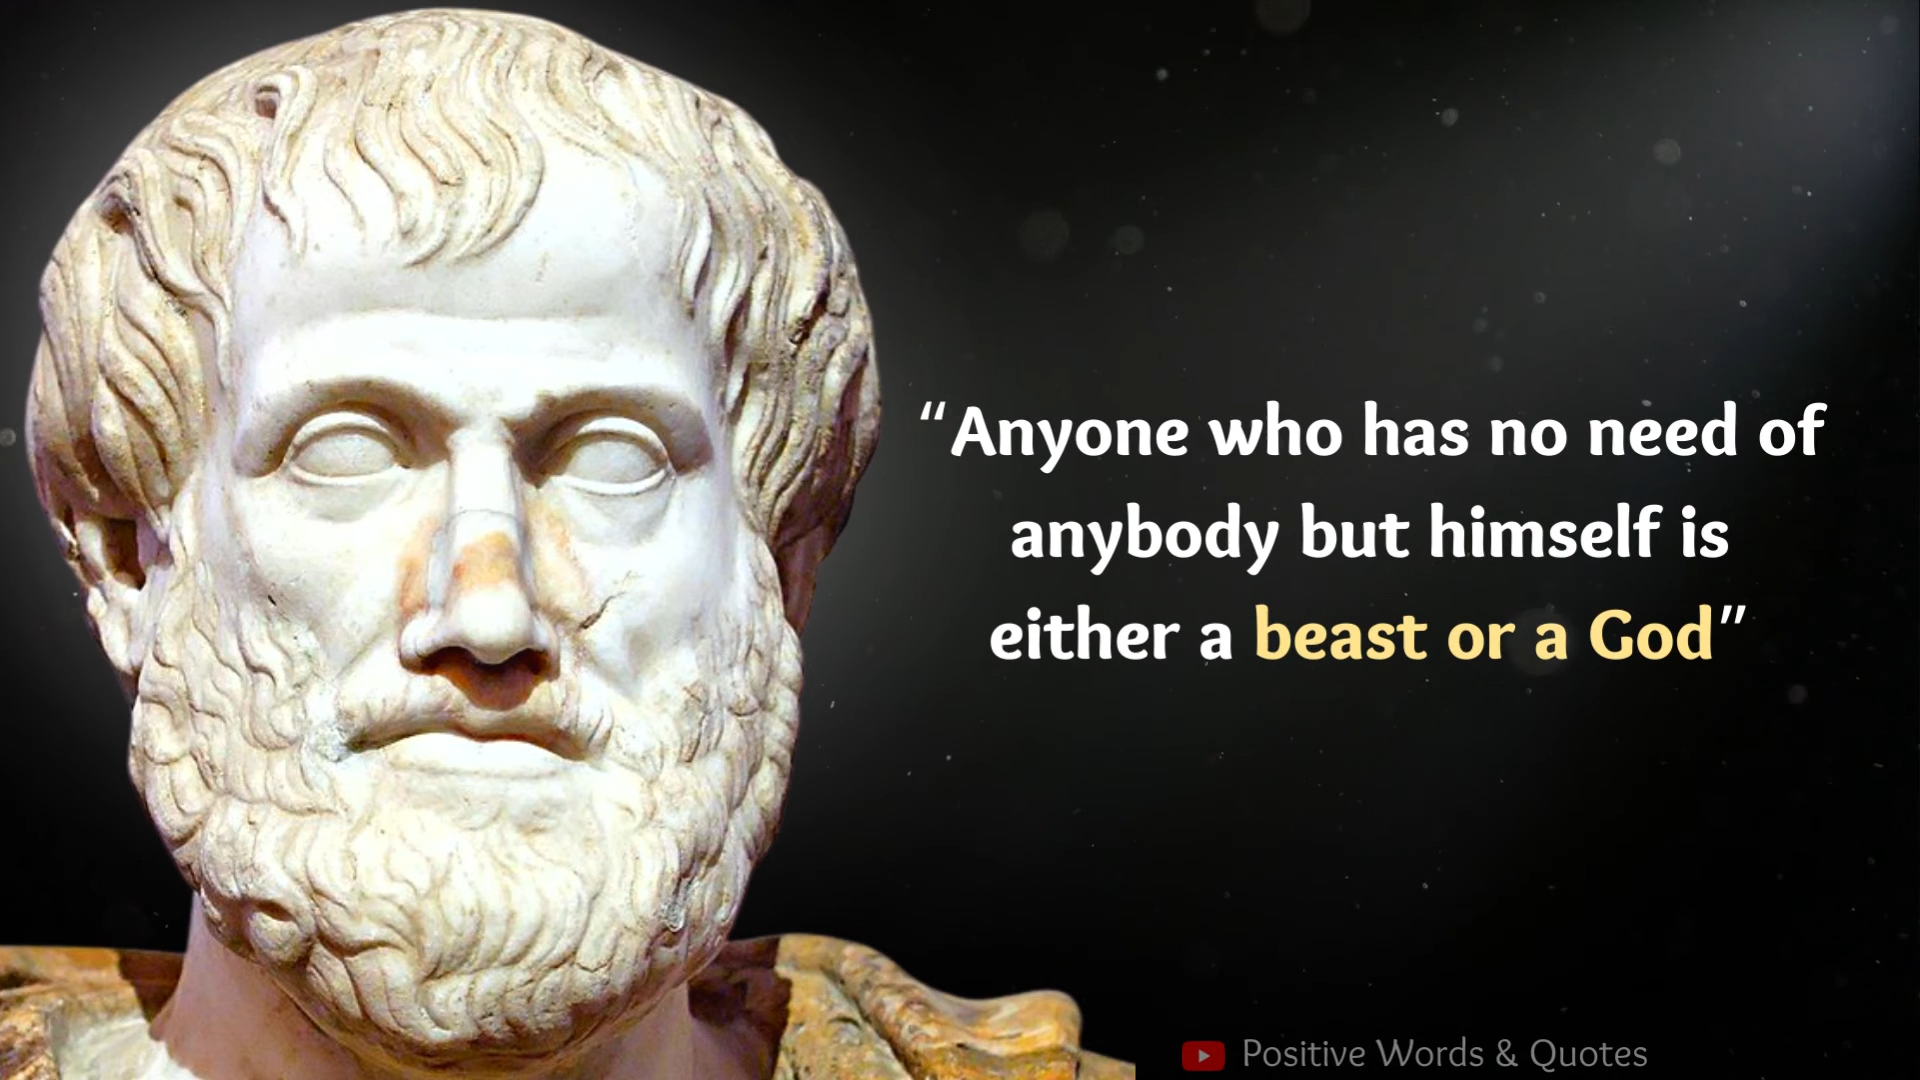 “Anyone who has no need of
anybody but himself is
either a beast or a God”
Positive Words & Quotes